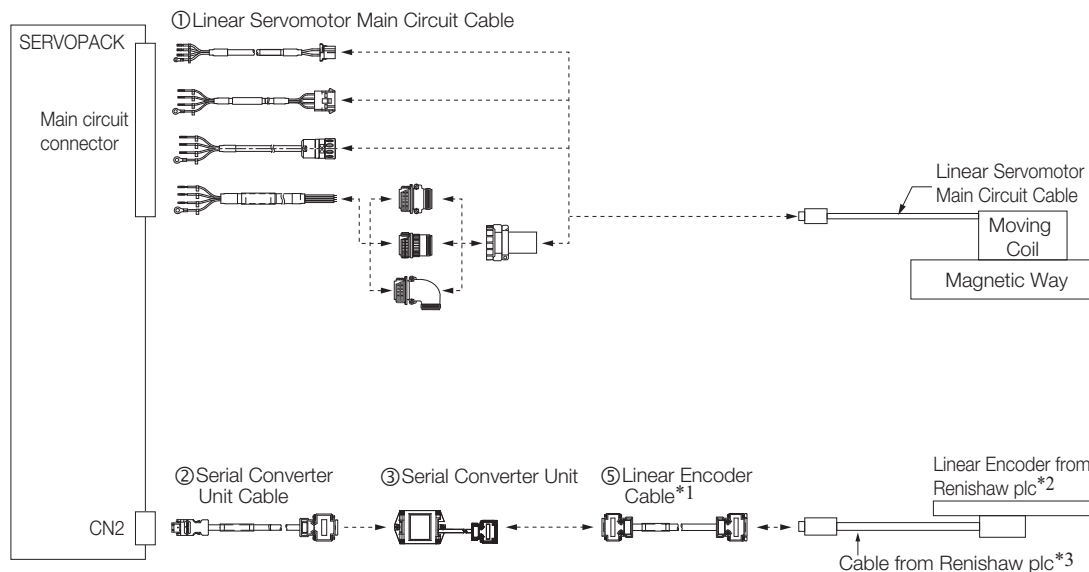 ①Linear Servomotor Main Circuit Cable
SERVOPACK
Main circuit
connector
Linear Servomotor
Main Circuit Cable
Moving
Coil
Magnetic Way
②Serial Converter
Unit Cable
③Serial Converter Unit
⑤Linear Encoder
Cable*1
Linear Encoder from
Renishaw plc*2
CN2
Cable from Renishaw plc*3